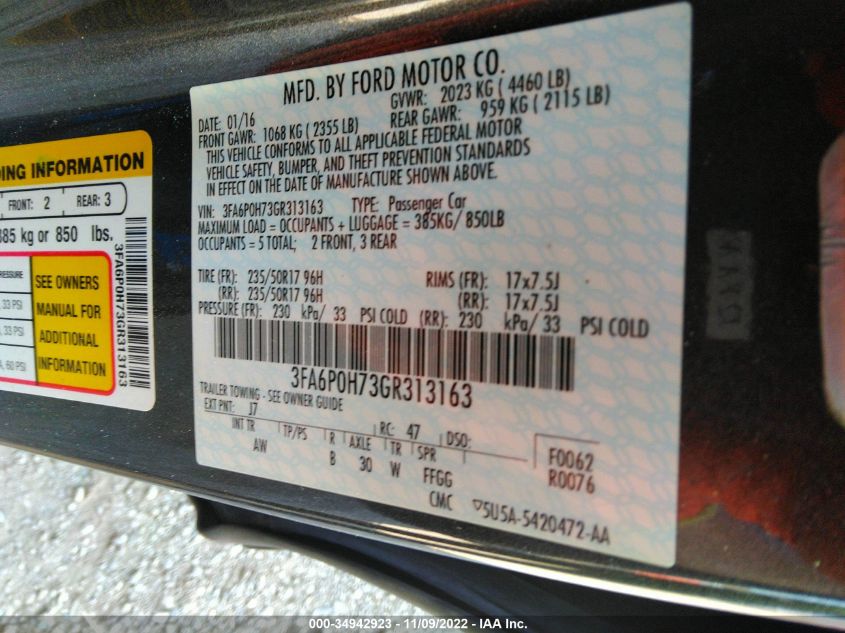 MFD. BY FORD MOTOR CO.
DATE: 01/16 GVWR: 2023 KG ( 4460 LB)
FRONT GAWR: 1068 KG ( 2355 LB) REAR GAWR: 959 KG ( 2115 LB)
THIS VEHICLE CONFORMS TO ALL APPLICABLE FEDERAL MOTOR
VEHICLE SAFETY, BUMPER, AND THEFT PREVENTION STANDARDS
IN EFFECT ON THE DATE OF MANUFACTURE SHOWN ABOVE.
VIN: 3FA6P0H73GR313163 TYPE: Passenger Car
MAXIMUM LOAD = OCCUPANTS + LUGGAGE = 385KG/ 850LB
OCCUPANTS = 5 TOTAL; 2 FRONT, 3 REAR
TIRE (FR): 235/50R17 96H RIMS (FR): 17x7.5J
(RR): 235/50R17 96H (RR): 17x7.5J
PRESSURE (FR): 230 kPa/ 33 PSI COLD (RR): 230 kPa/ 33 PSI COLD
3FA6P0H73GR313163
TRAILER TOWING - SEE OWNER GUIDE
EXT PNT: J7 RC: 47 DSO:
INT TR TP/PS R AXLE TR SPR F0062
AW B 30 W FFGG R0076
CMC 5U5A-5420472-AA
DING INFORMATION
FRONT: 2 REAR: 3
385 kg or 850 lbs.
PRESSURE
33 PSI
33 PSI
60 PSI
SEE OWNERS
MANUAL FOR
ADDITIONAL
INFORMATION
3FA6P0H73GR313163
000-34942923 - 11/09/2022 - IAA Inc.